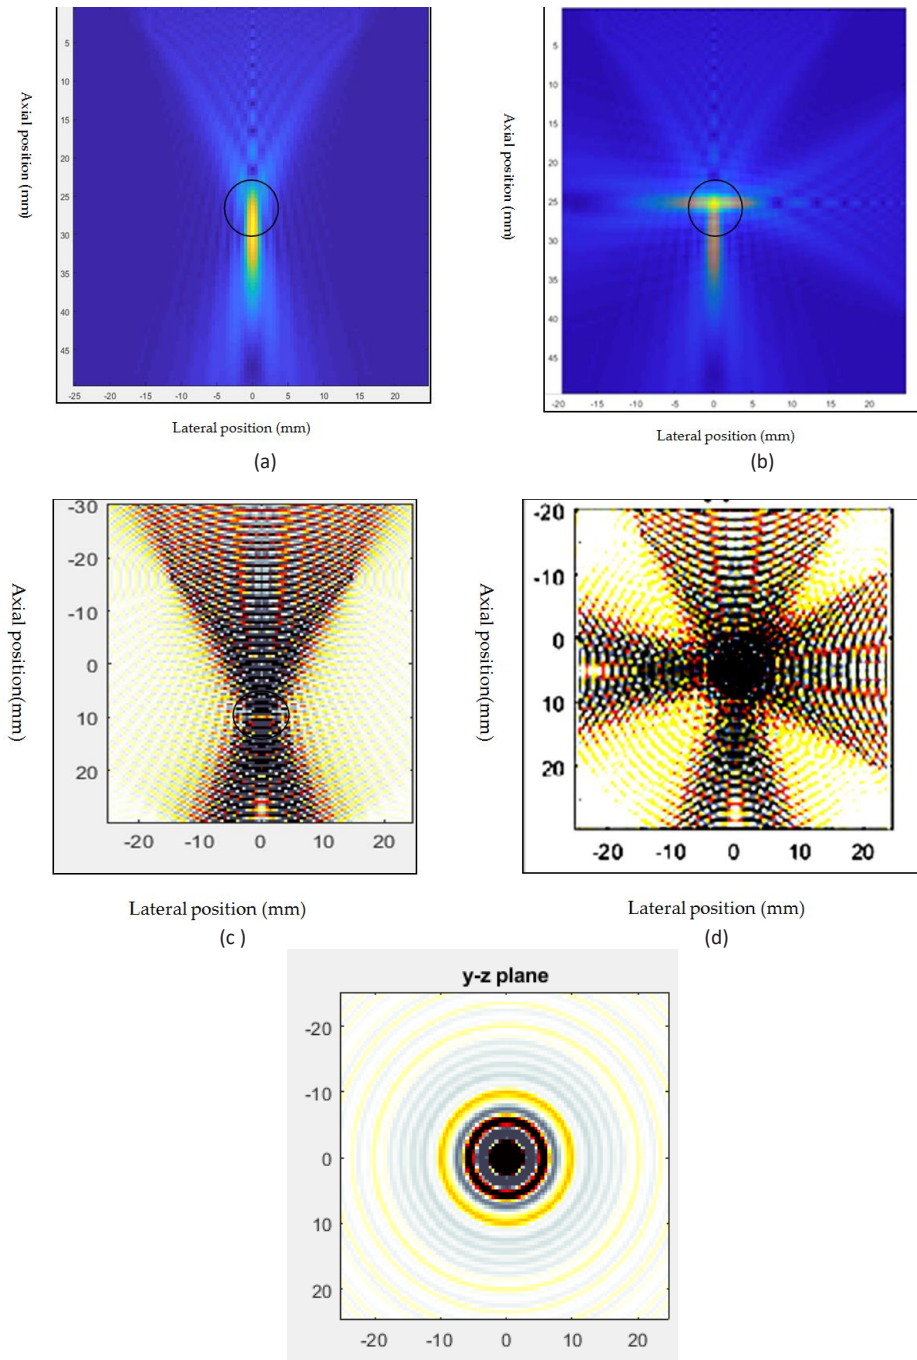 5
10
15
20
25
30
35
40
45
-25 -20 -15 -10 -5 0 5 10 15 20
Axial position (mm)
Lateral position (mm)
(a)
5
10
15
20
25
30
35
40
45
-20 -15 -10 -5 0 5 10 15 20
Axial position (mm)
Lateral position (mm)
(b)
-30
-20
-10
0
10
20
-20 -10 0 10 20
Axial position(mm)
Lateral position (mm)
(c )
-20
-10
0
10
20
-20 -10 0 10 20
Axial position(mm)
Lateral position (mm)
(d)
y-z plane
-20
-10
0
10
20
-20 -10 0 10 20